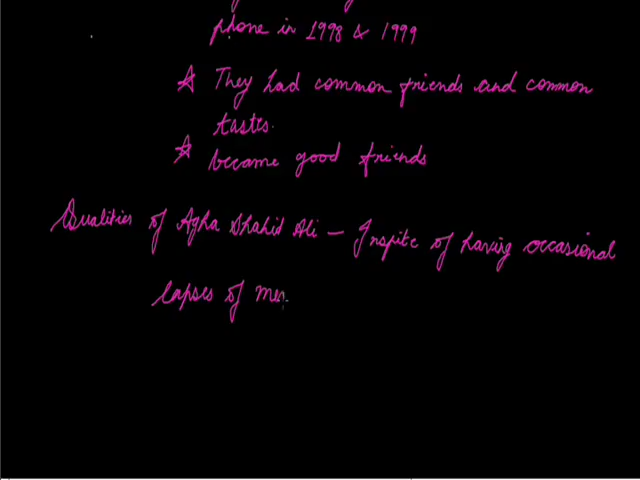 phone in 1998 & 1999
☆ They had common friends and common
tastes.
☆ became good friends
Qualities of Agha Shahid Ali – Inspite of having occasional
lapses of mem